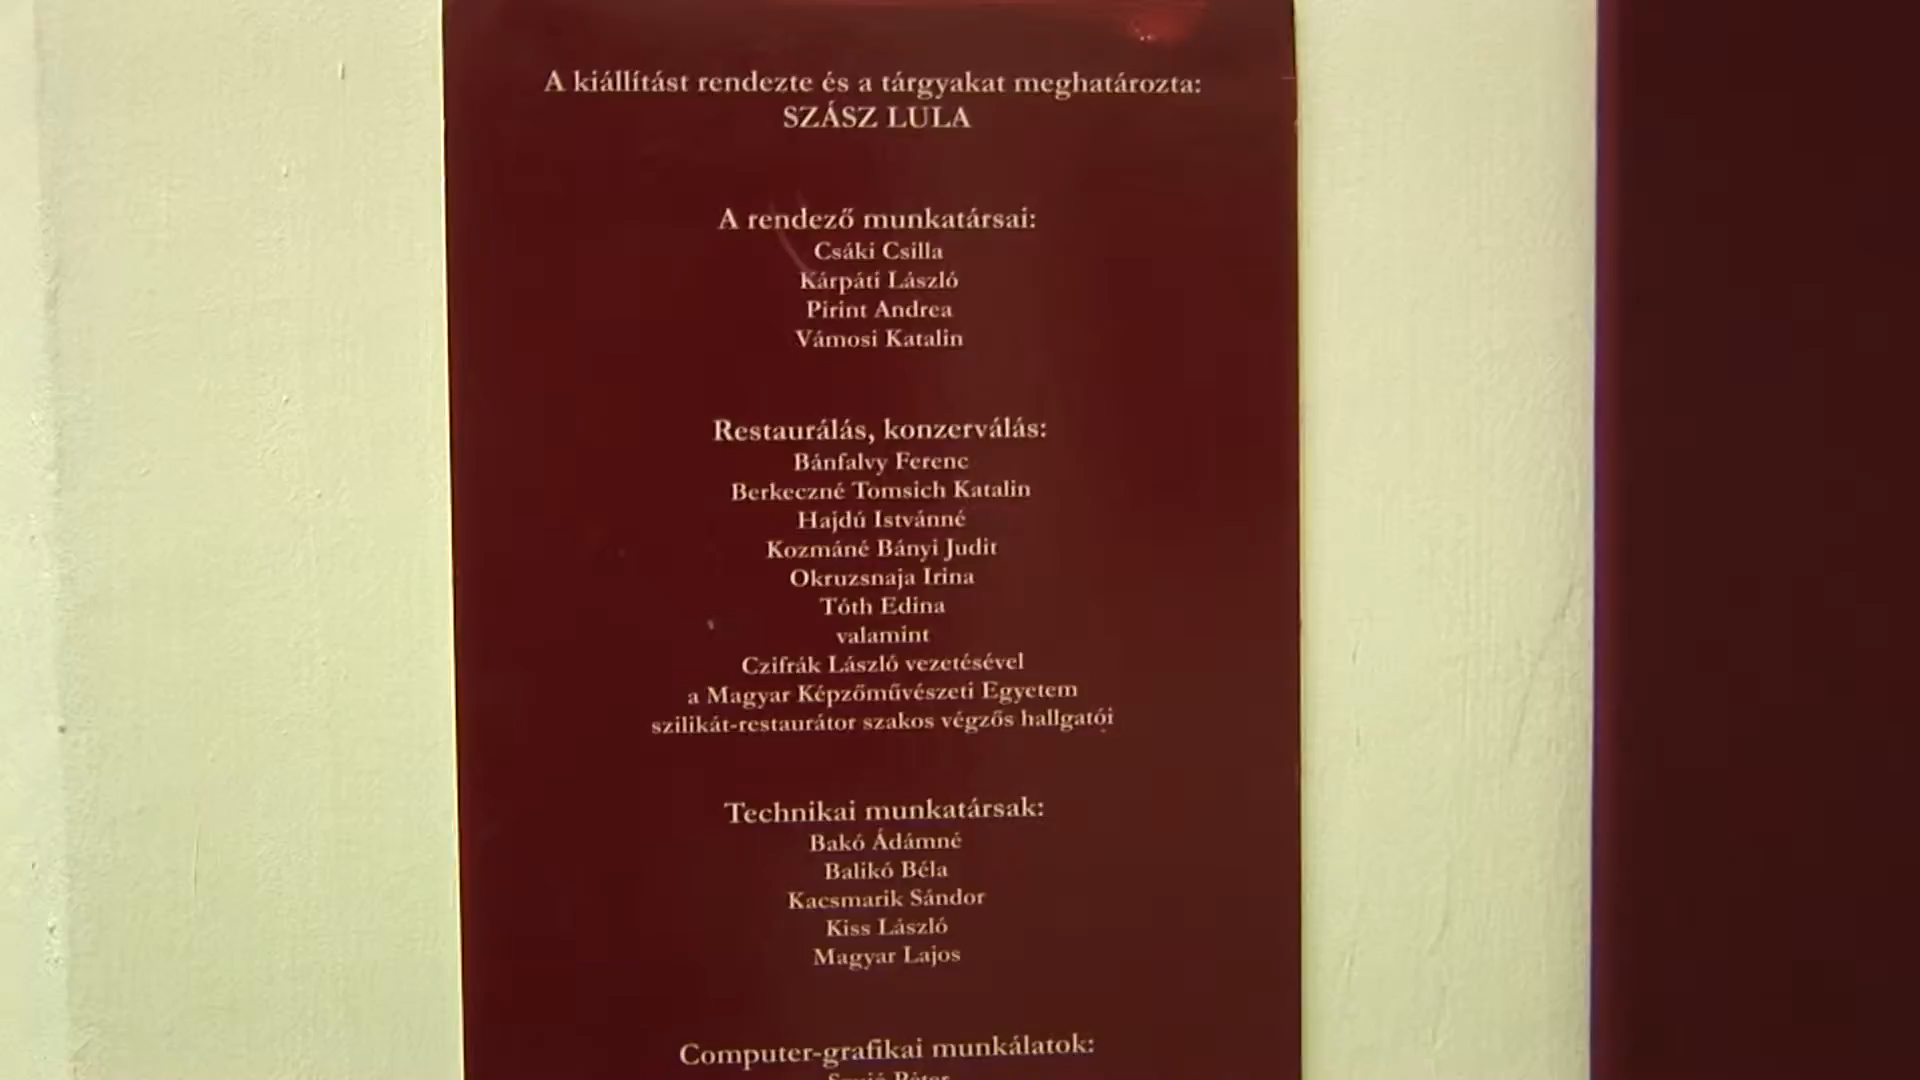 A kiállítást rendezte és a tárgyakat meghatározta:
SZÁSZ LULA
A rendező munkatársai:
Csáki Csilla
Kárpáti László
Pirint Andrea
Vámosi Katalin
Restaurálás, konzerválás:
Bánfalvy Ferenc
Berkeczné Tomsich Katalin
Hajdú Istvánné
Kozmáné Bányi Judit
Okruzsnaja Irina
Tóth Edina
valamint
Czifrák László vezetésével
a Magyar Képzőművészeti Egyetem
szilikát-restaurátor szakos végzős hallgatói
Technikai munkatársak:
Bakó Ádámné
Balikó Béla
Kacsmarik Sándor
Kiss László
Magyar Lajos
Computer-grafikai munkálatok: